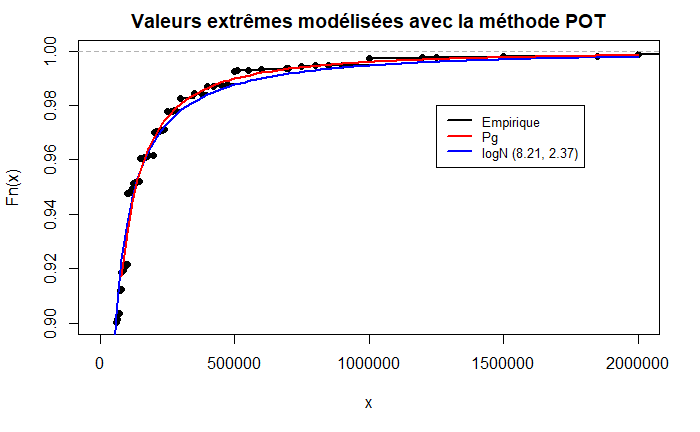 Valeurs extrêmes modélisées avec la méthode POT
Fn(x)
1.00
0.98
0.96
0.94
0.92
0.90
Empirique
Pg
logN (8.21, 2.37)
0
500000
1000000
1500000
2000000
x